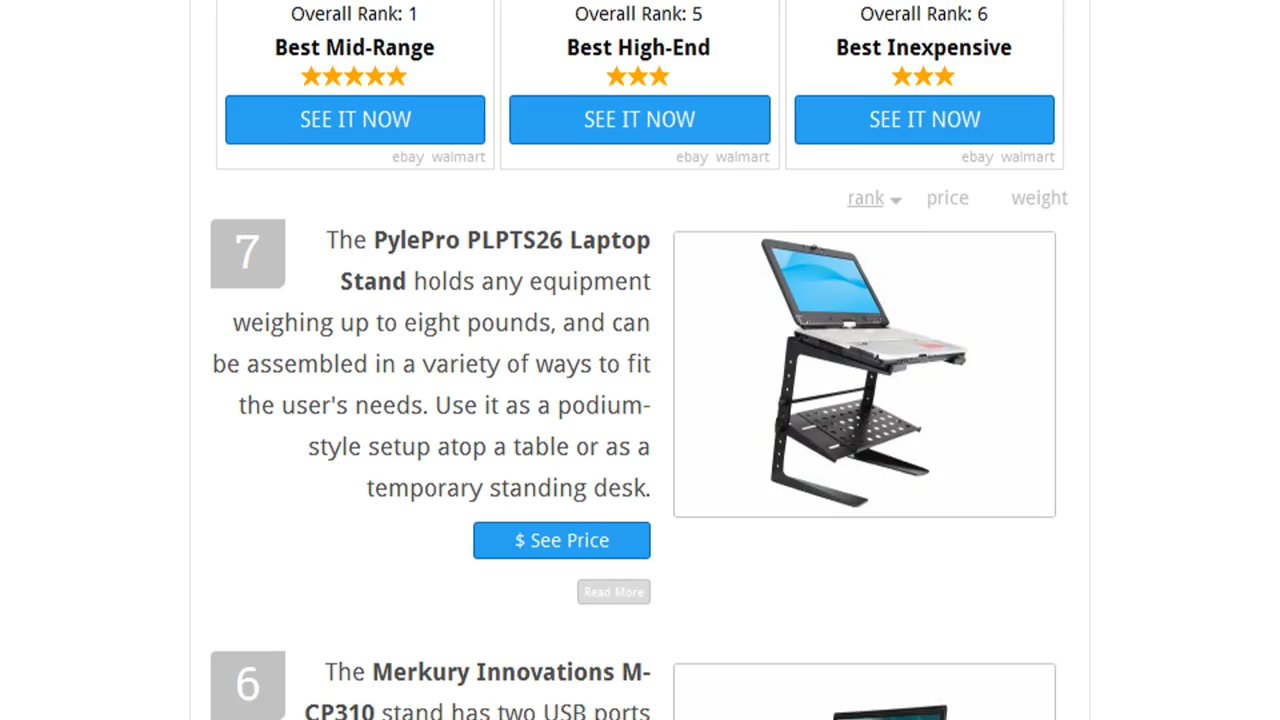 Overall Rank: 1
Best Mid-Range
SEE IT NOW
ebay walmart
Overall Rank: 5
Best High-End
SEE IT NOW
ebay walmart
Overall Rank: 6
Best Inexpensive
SEE IT NOW
ebay walmart
rank price weight
7
The PylePro PLPTS26 Laptop
Stand holds any equipment
weighing up to eight pounds, and can
be assembled in a variety of ways to fit
the user's needs. Use it as a podium-
style setup atop a table or as a
temporary standing desk.
$ See Price
Read More
6
The Merkury Innovations M-
CP310 stand has two USB ports